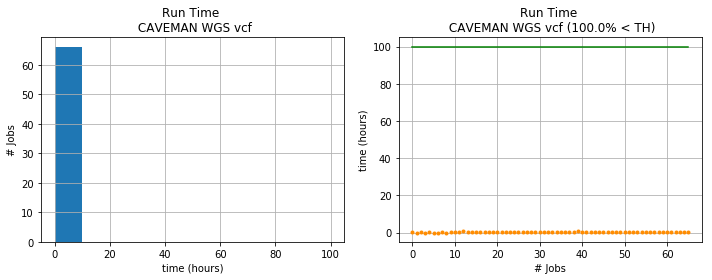 Run Time
CAVEMAN WGS vcf
# Jobs
60
50
40
30
20
10
0
0 20 40 60 80 100
time (hours)
Run Time
CAVEMAN WGS vcf (100.0% < TH)
time (hours)
100
80
60
40
20
0
0 10 20 30 40 50 60
# Jobs